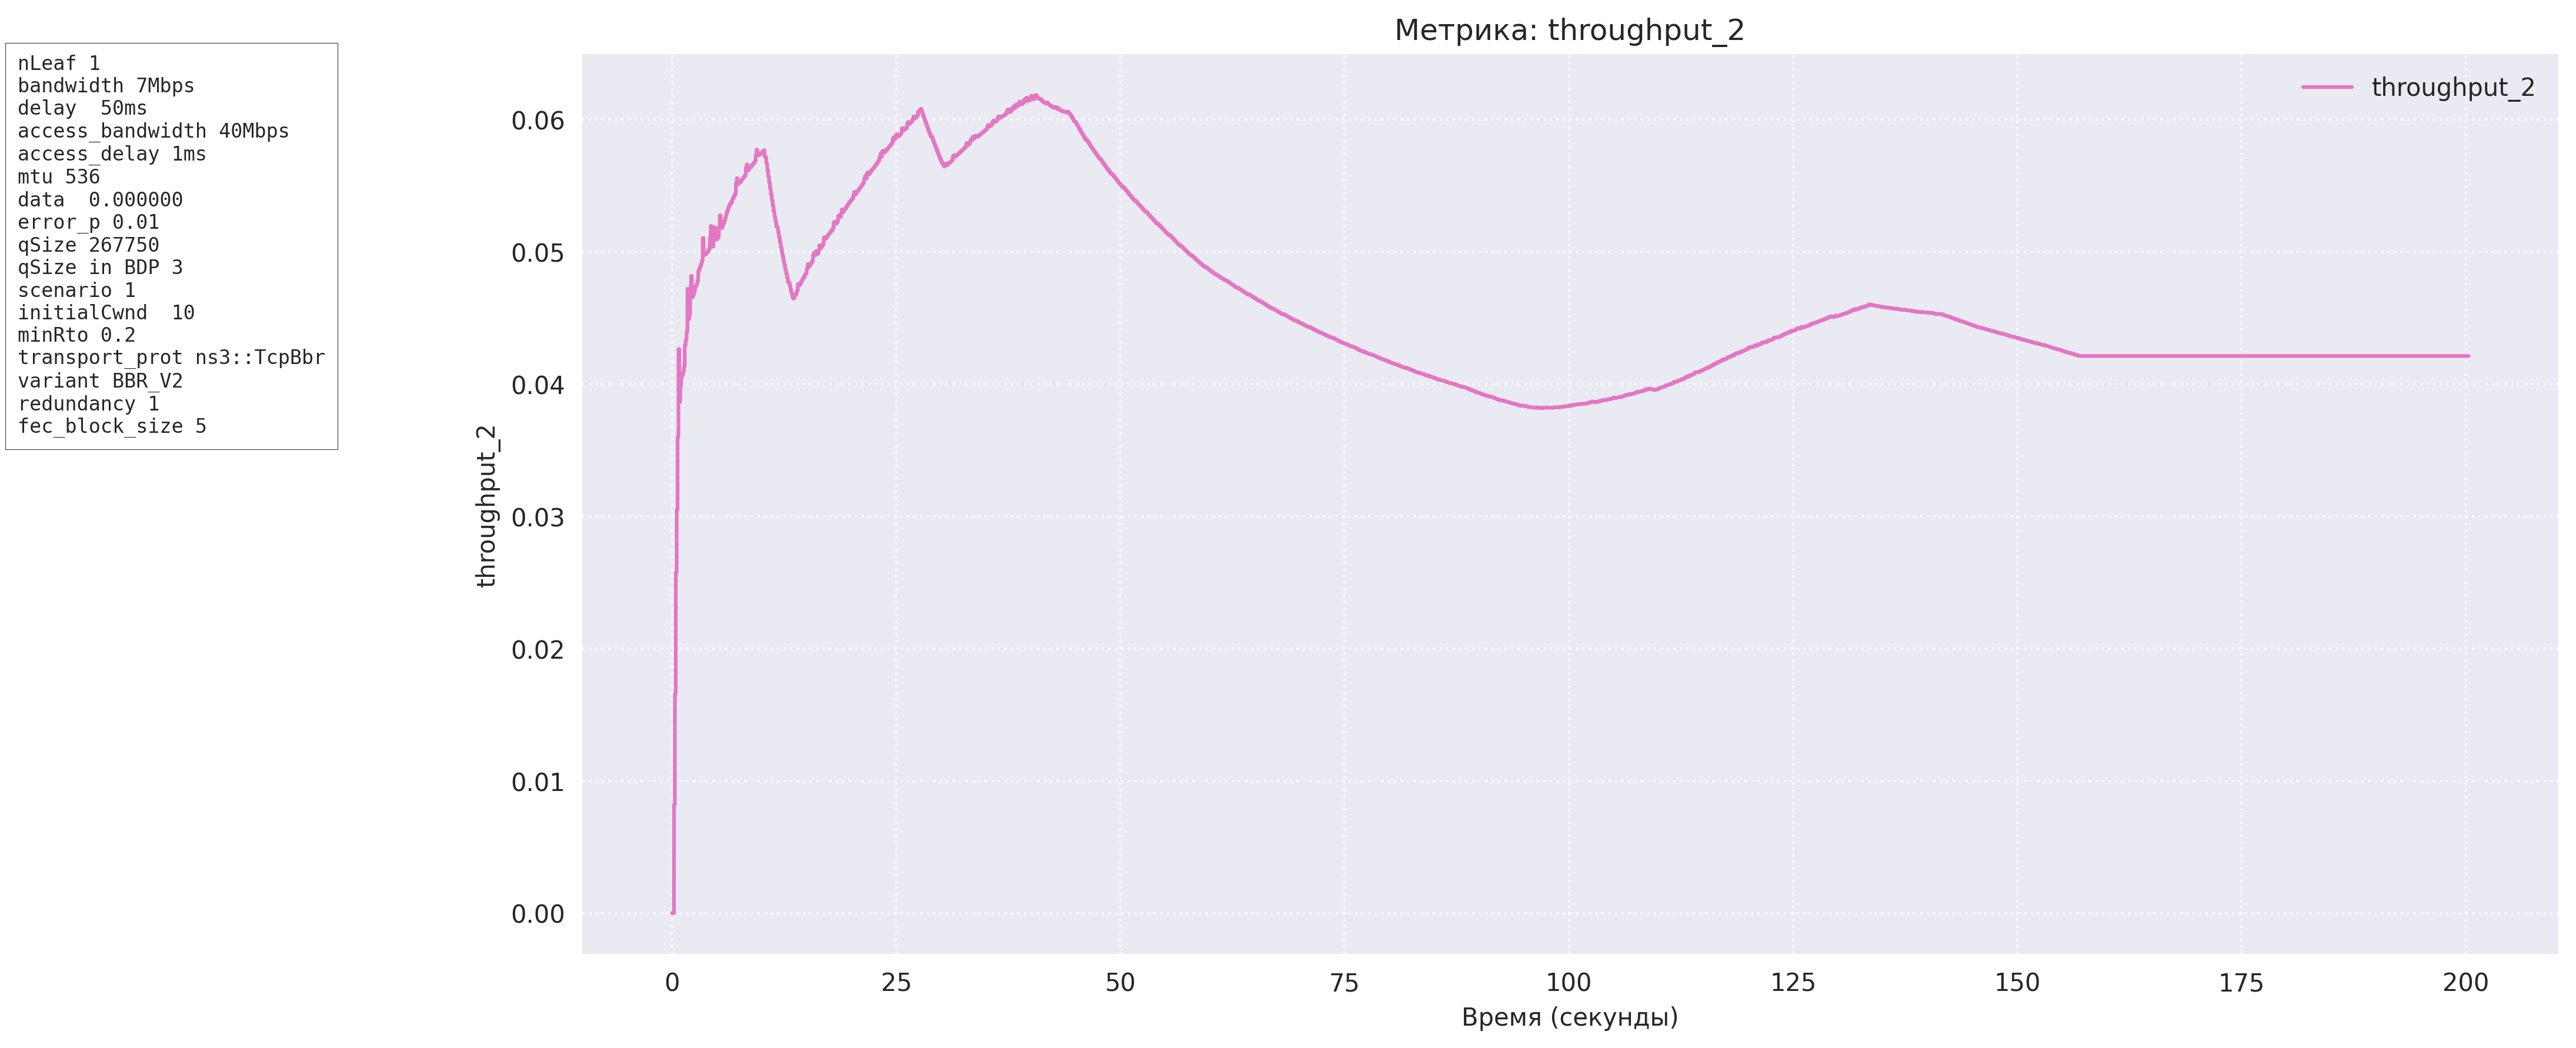 Метрика: throughput_2
nLeaf 1
bandwidth 7Mbps
delay  50ms
access_bandwidth 40Mbps
access_delay 1ms
mtu 536
data  0.000000
error_p 0.01
qSize 267750
qSize in BDP 3
scenario 1
initialCwnd  10
minRto 0.2
transport_prot ns3::TcpBbr
variant BBR_V2
redundancy 1
fec_block_size 5
throughput_2
throughput_2
0.06
0.05
0.04
0.03
0.02
0.01
0.00
0 25 50 75 100 125 150 175 200
Время (секунды)